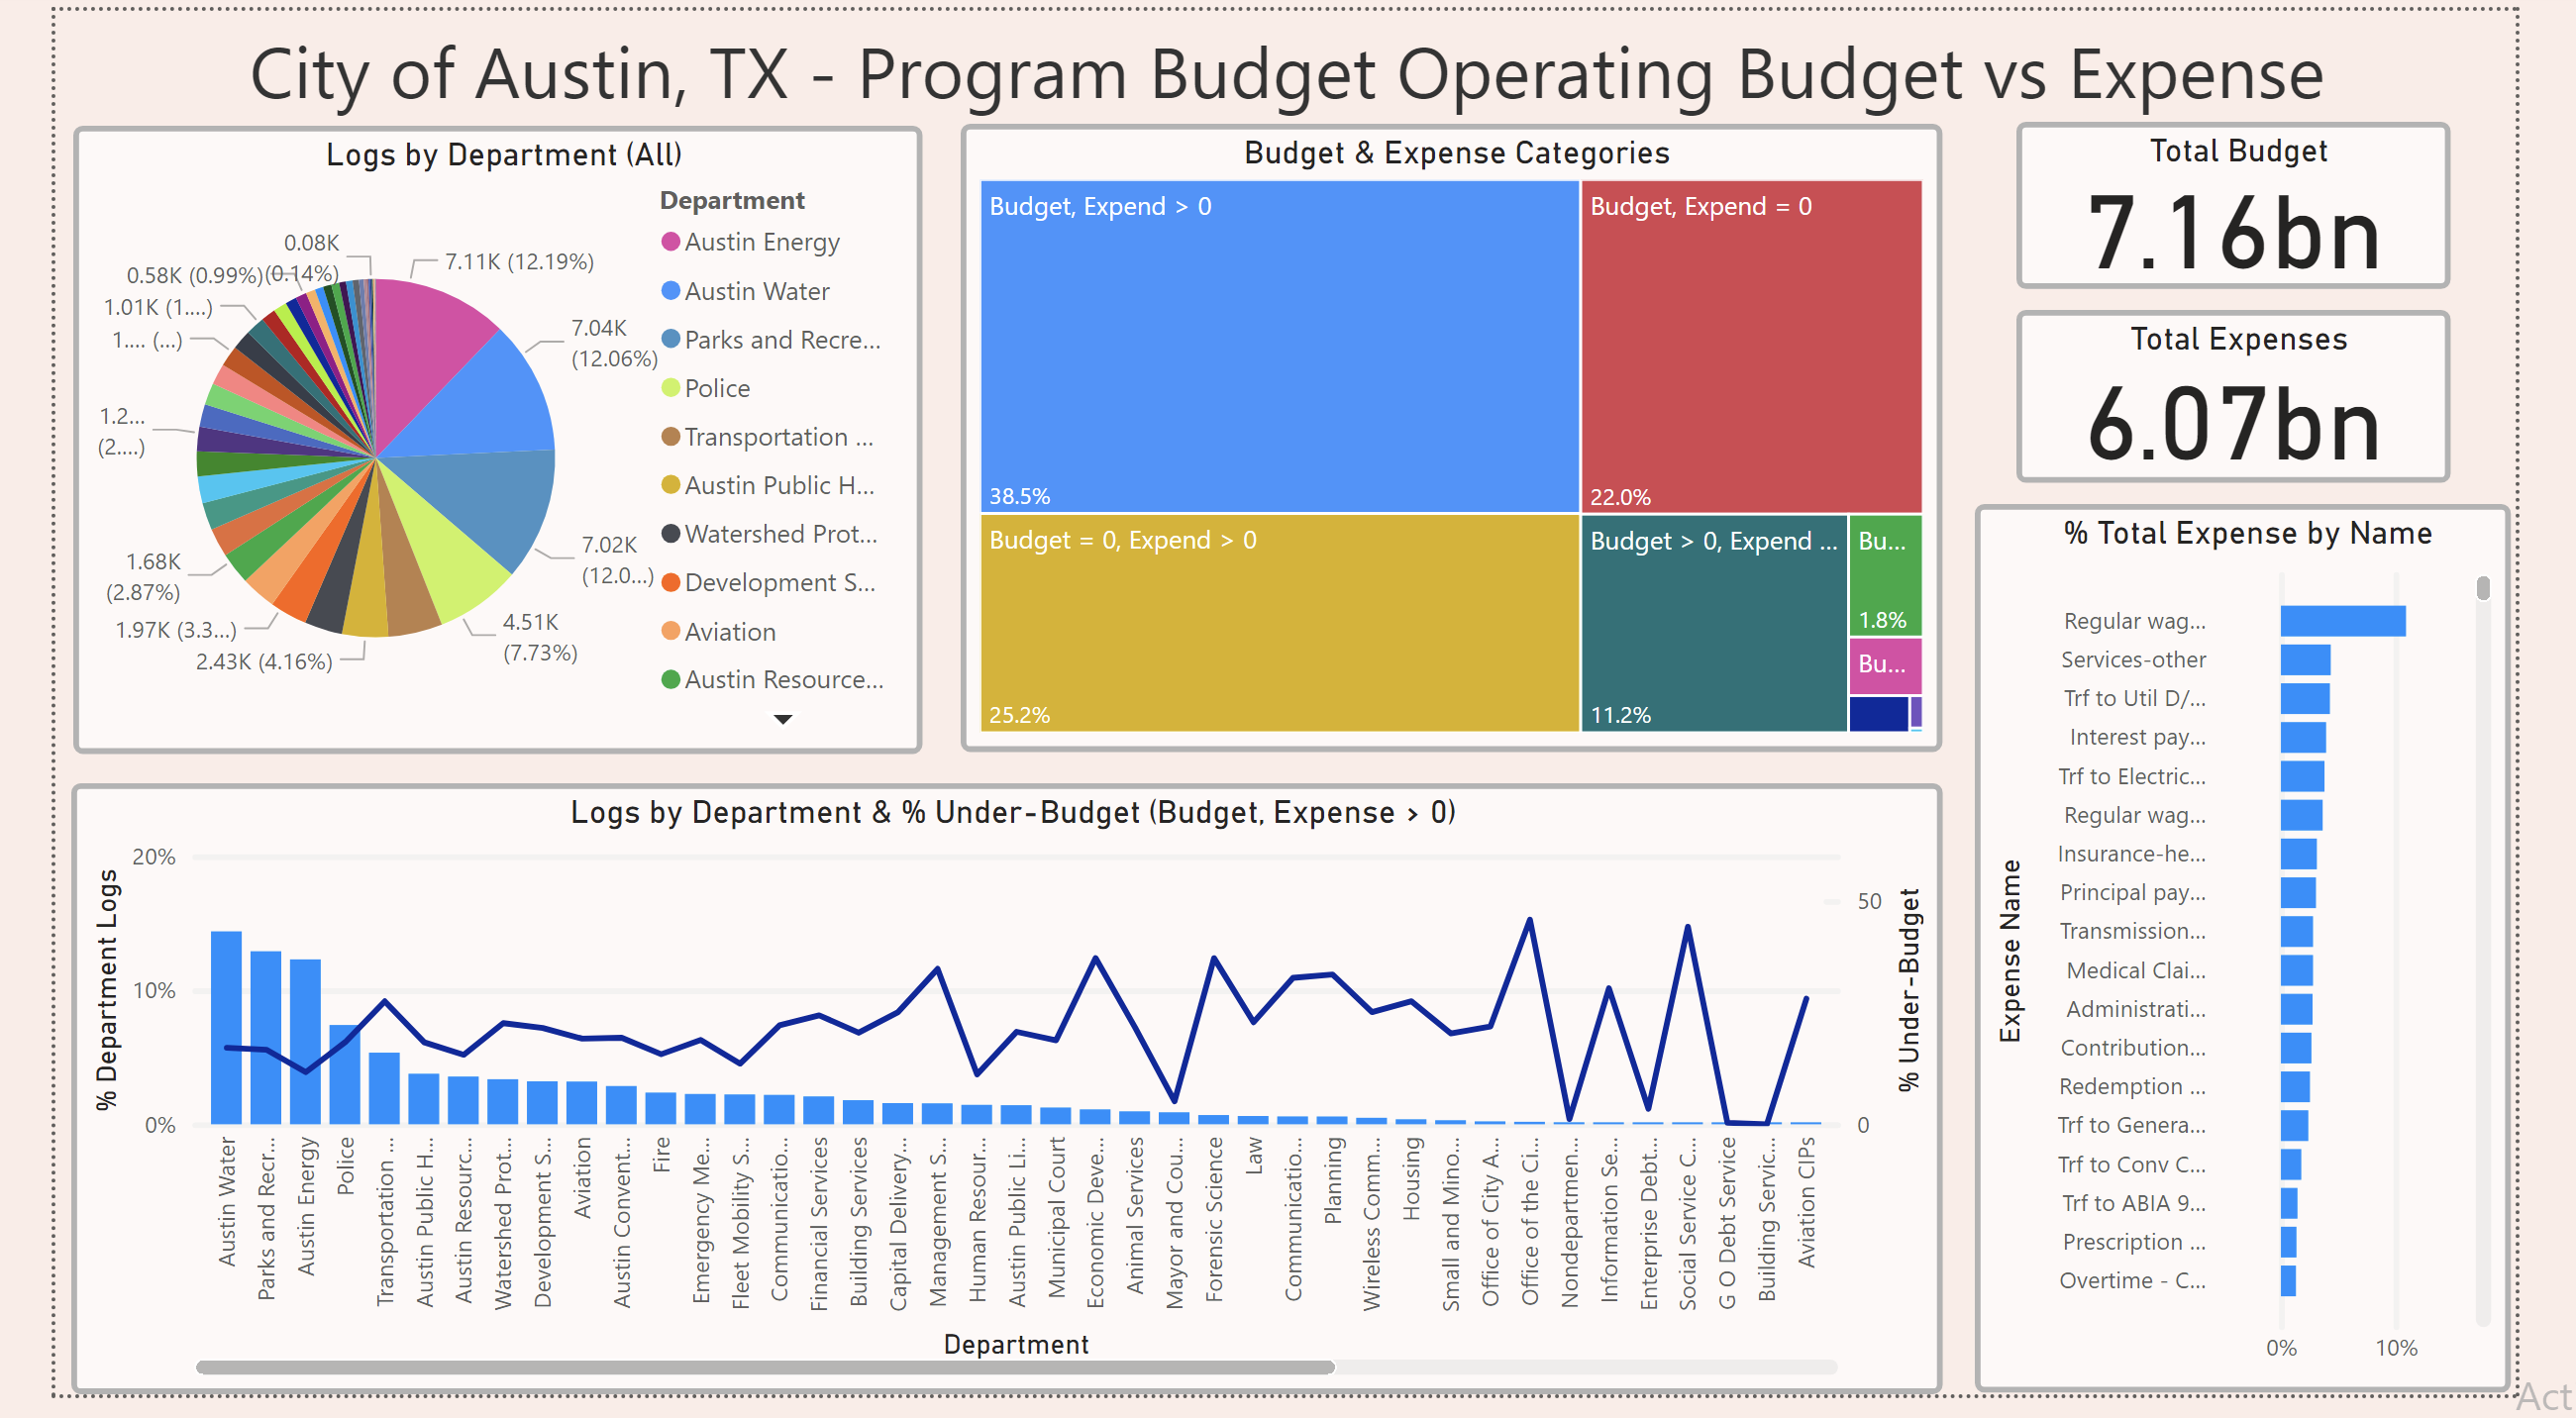 City of Austin, TX - Program Budget Operating Budget vs Expense
Logs by Department (All)
0.08K
(0.14%)
0.58K (0.99%)
1.01K (1....)
1.... (...)
1.2...
(2....)
1.68K
(2.87%)
1.97K (3.3...)
2.43K (4.16%)
7.11K (12.19%)
7.04K
(12.06%)
7.02K
(12.0...)
4.51K
(7.73%)
Department
Austin Energy
Austin Water
Parks and Recre...
Police
Transportation ...
Austin Public H...
Watershed Prot...
Development S...
Aviation
Austin Resource...
Budget & Expense Categories
Budget, Expend > 0
38.5%
Budget, Expend = 0
22.0%
Budget = 0, Expend > 0
25.2%
Budget > 0, Expend ...
11.2%
Bu...
1.8%
Bu...
Total Budget
7.16bn
Total Expenses
6.07bn
Logs by Department & % Under-Budget (Budget, Expense > 0)
% Department Logs
20%
10%
0%
50
0
% Under-Budget
Austin Water
Parks and Recr...
Austin Energy
Police
Transportation ...
Austin Public H...
Austin Resourc...
Watershed Prot...
Development S...
Aviation
Austin Convent...
Fire
Emergency Me...
Fleet Mobility S...
Communicatio...
Financial Services
Building Services
Capital Delivery...
Management S...
Human Resour...
Austin Public Li...
Municipal Court
Economic Deve...
Animal Services
Mayor and Cou...
Forensic Science
Law
Communicatio...
Planning
Wireless Comm...
Housing
Small and Mino...
Office of City A...
Office of the Ci...
Nondepartmen...
Information Se...
Enterprise Debt...
Social Service C...
G O Debt Service
Building Servic...
Aviation CIPs
Department
% Total Expense by Name
Expense Name
Regular wag...
Services-other
Trf to Util D/...
Interest pay...
Trf to Electric...
Regular wag...
Insurance-he...
Principal pay...
Transmission...
Medical Clai...
Administrati...
Contribution...
Redemption ...
Trf to Genera...
Trf to Conv C...
Trf to ABIA 9...
Prescription ...
Overtime - C...
0%
10%
Act